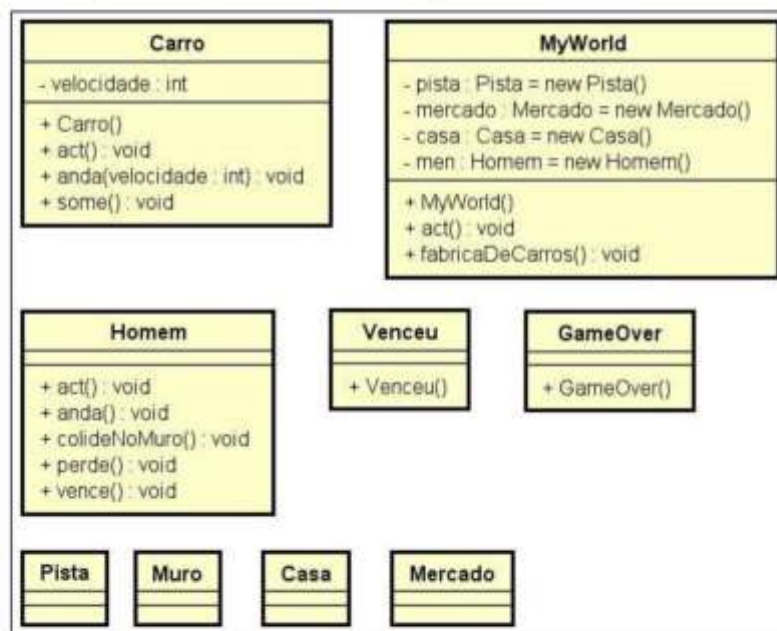 Carro
- velocidade : int
+ Carro()
+ act() : void
+ anda(velocidade : int) : void
+ some() : void
MyWorld
- pista : Pista = new Pista()
- mercado : Mercado = new Mercado()
- casa : Casa = new Casa()
- men : Homem = new Homem()
+ MyWorld()
+ act() : void
+ fabricaDeCarros() : void
Homem
+ act() : void
+ anda() : void
+ colideNoMuro() : void
+ perde() : void
+ vence() : void
Venceu
+ Venceu()
GameOver
+ GameOver()
Pista
Muro
Casa
Mercado